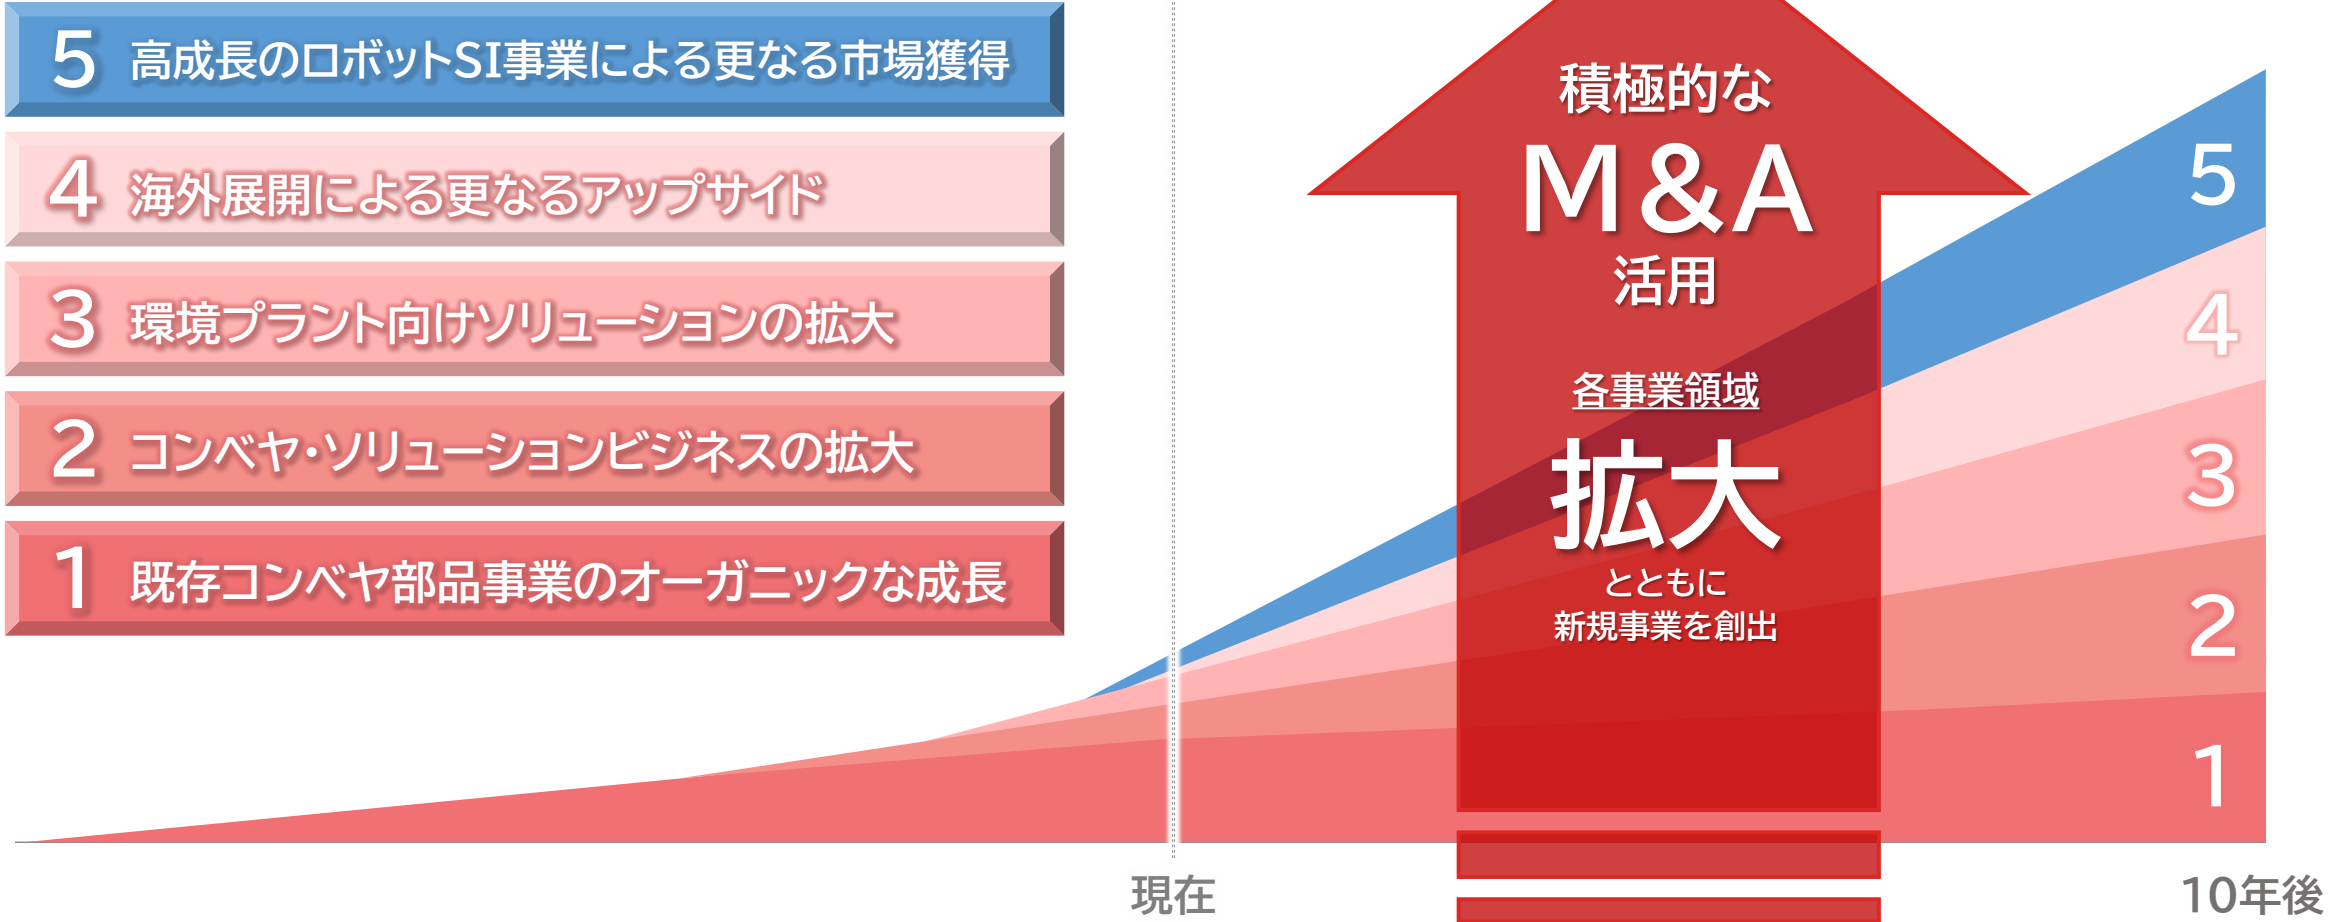 5 高成長のロボットSI事業による更なる市場獲得
4 海外展開による更なるアップサイド
3 環境プラント向けソリューションの拡大
2 コンベヤ・ソリューションビジネスの拡大
1 既存コンベヤ部品事業のオーガニックな成長
積極的な
M&A
活用
各事業領域
拡大
とともに
新規事業を創出
5
4
3
2
1
現在
10年後